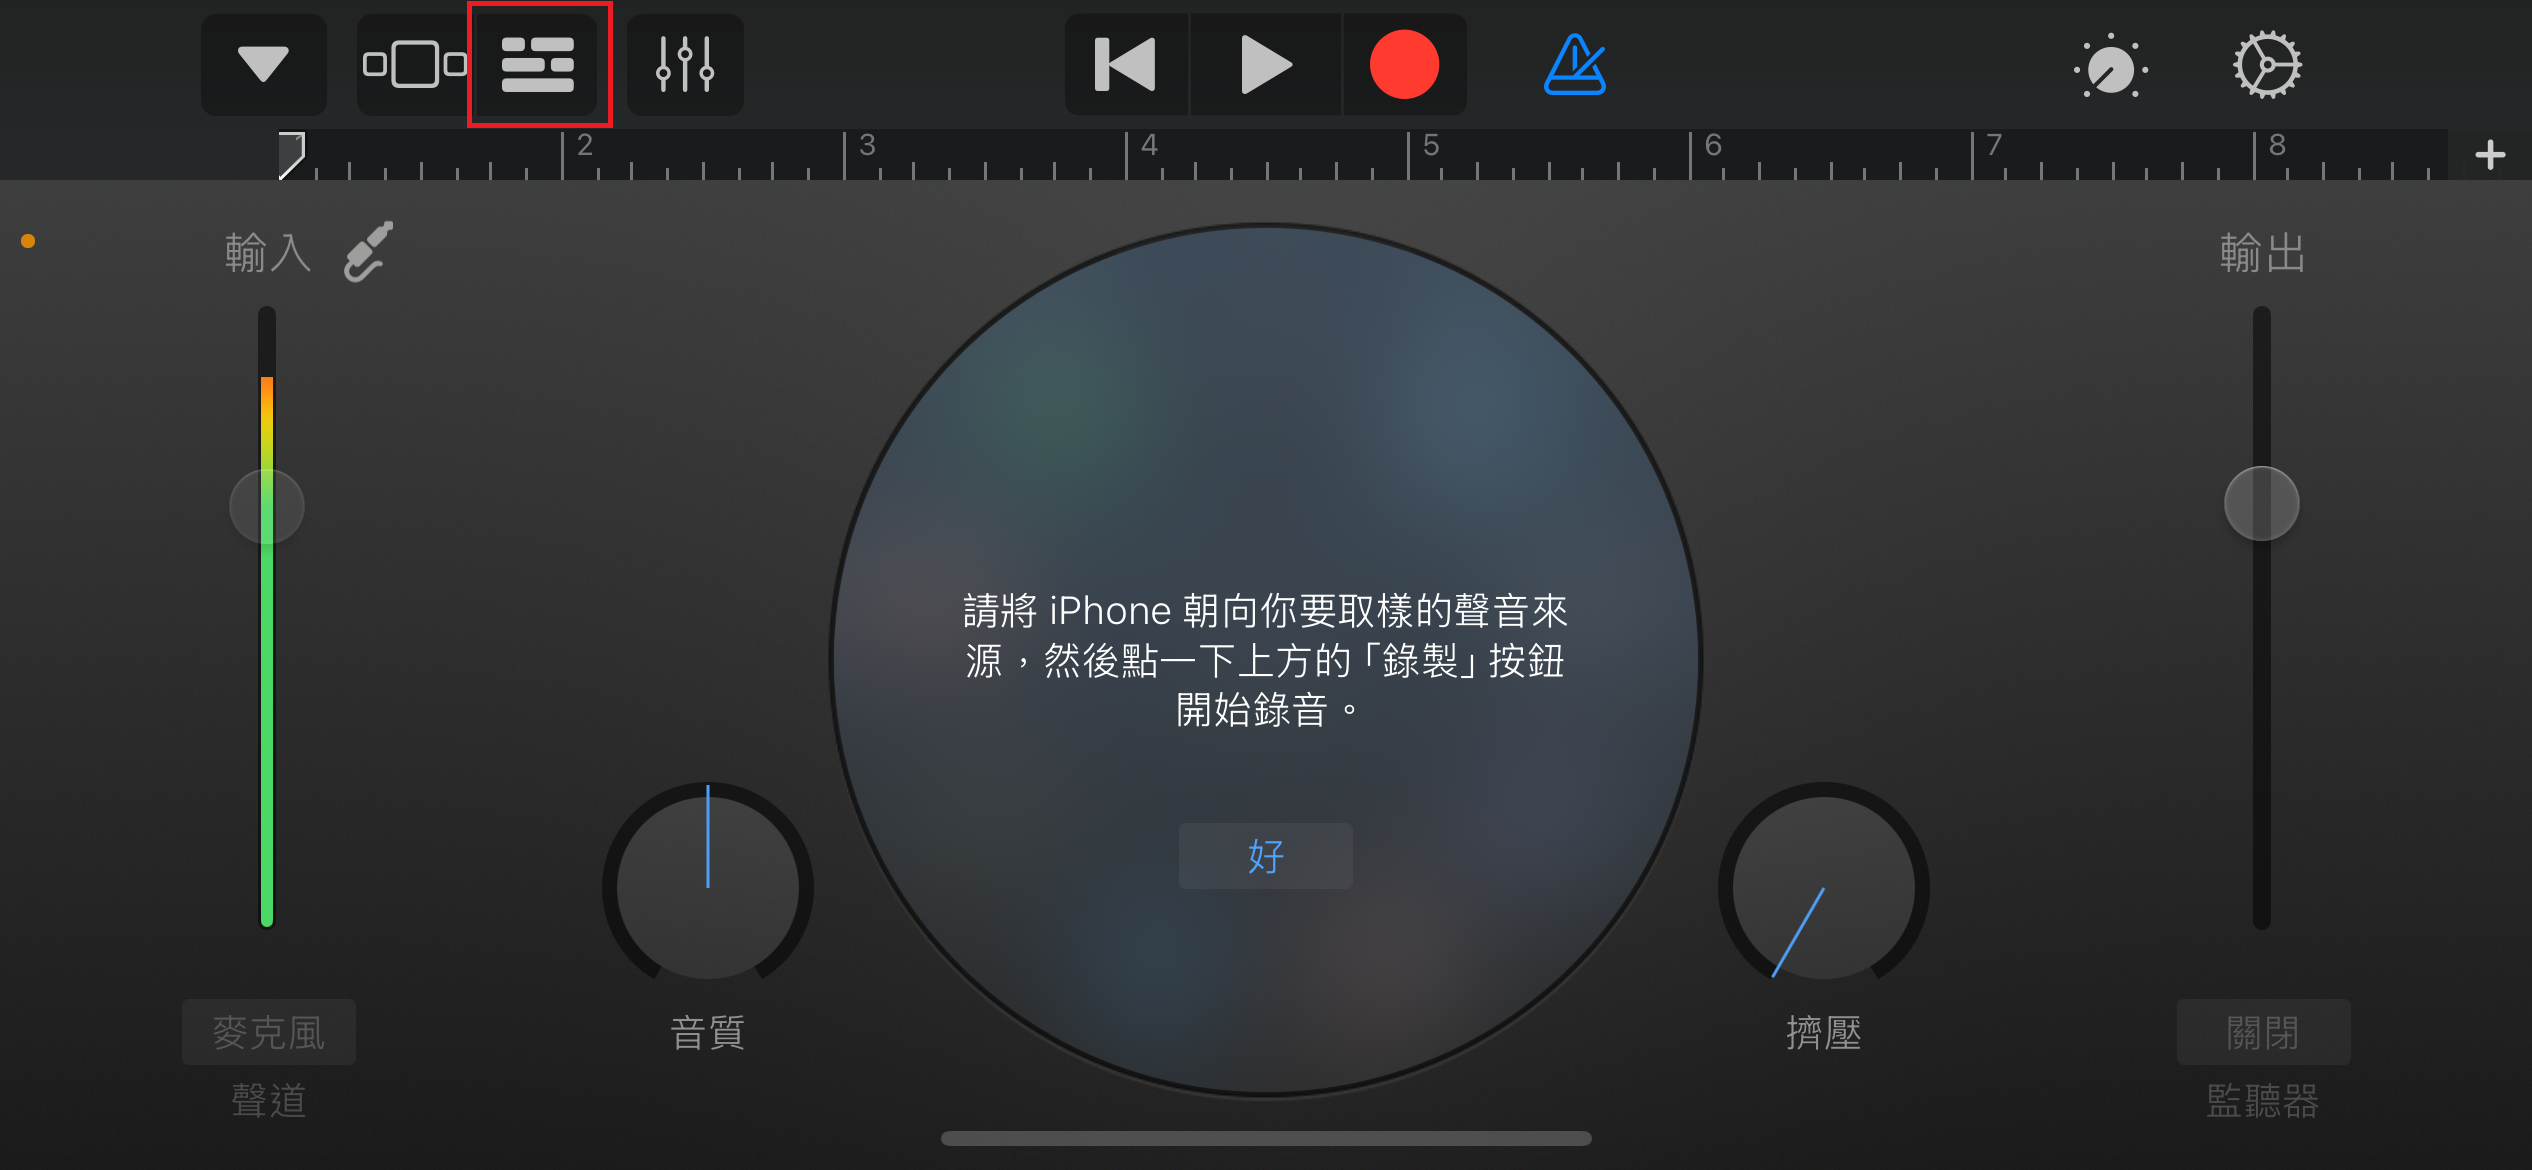 2
3
4
5
6
7
8
+
輸入
輸出
請將 iPhone 朝向你要取樣的聲音來
源，然後點一下上方的「錄製」按鈕
開始錄音。
好
音質
擠壓
麥克風
聲道
關閉
監聽器